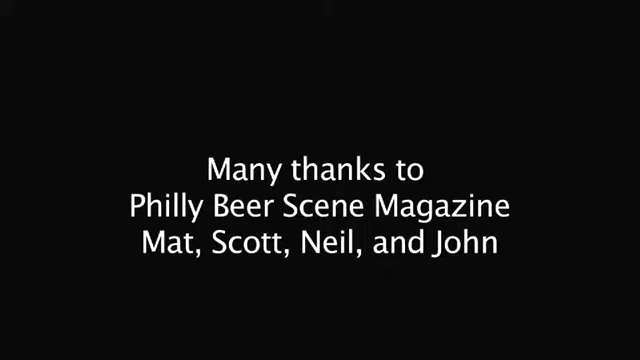 Many thanks to
Philly Beer Scene Magazine
Mat, Scott, Neil, and John